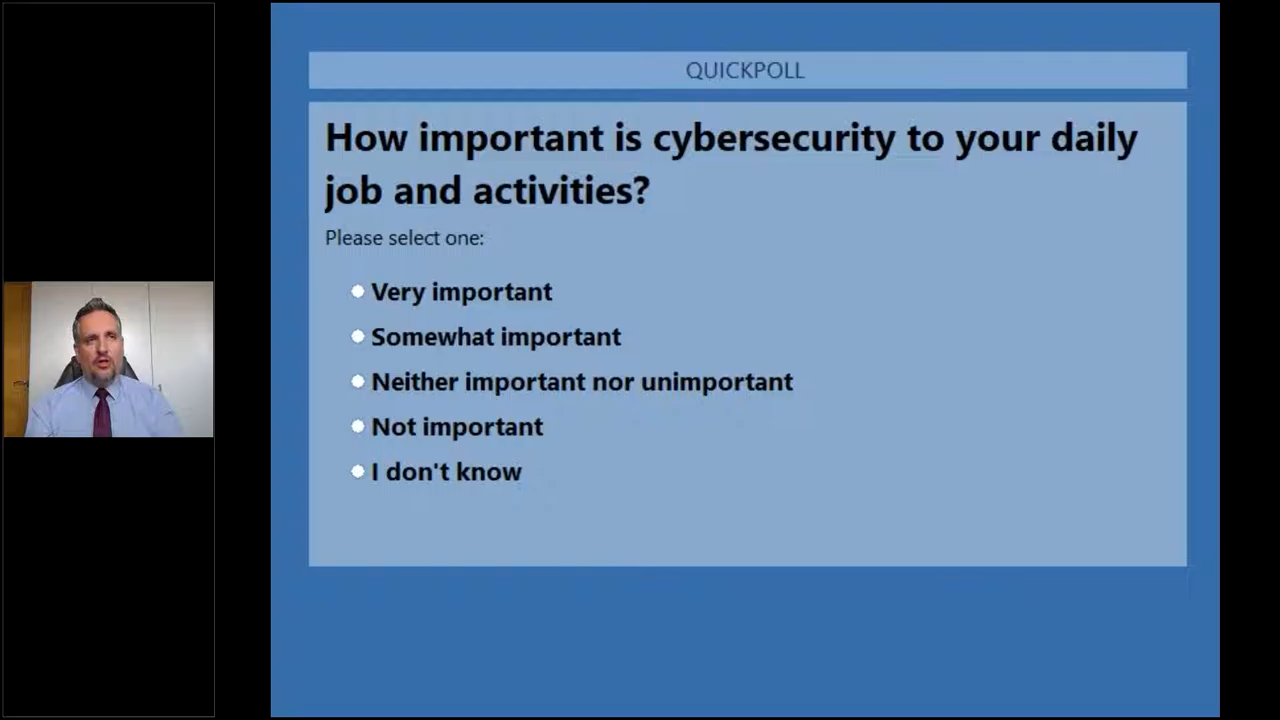 QUICKPOLL
How important is cybersecurity to your daily
job and activities?
Please select one:
Very important
Somewhat important
Neither important nor unimportant
Not important
I don't know